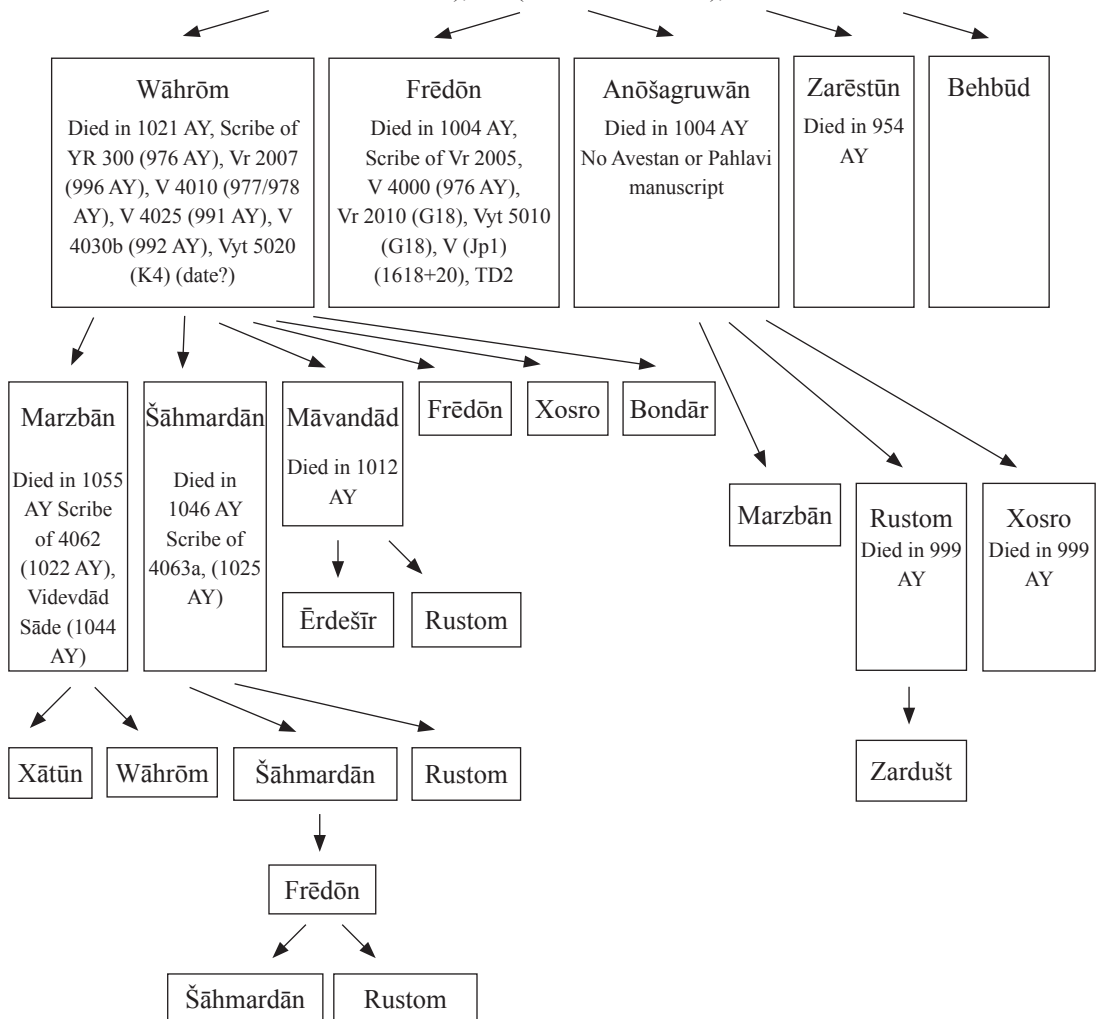 Wāhrōm
Died in 1021 AY, Scribe of
YR 300 (976 AY), Vr 2007
(996 AY), V 4010 (977/978
AY), V 4025 (991 AY), V
4030b (992 AY), Vyt 5020
(K4) (date?)
Frēdōn
Died in 1004 AY,
Scribe of Vr 2005,
V 4000 (976 AY),
Vr 2010 (G18), Vyt 5010
(G18), V (Jp1)
(1618+20), TD2
Anōšagruwān
Died in 1004 AY
No Avestan or Pahlavi
manuscript
Zarēstūn
Died in 954
AY
Behbūd
Marzbān
Died in 1055
AY Scribe
of 4062
(1022 AY),
Videvdād
Sāde (1044
AY)
Šāhmardān
Died in
1046 AY
Scribe of
4063a, (1025
AY)
Māvandād
Died in 1012
AY
Frēdōn
Xosro
Bondār
Marzbān
Rustom
Died in 999
AY
Xosro
Died in 999
AY
Ērdešīr
Rustom
Xātūn
Wāhrōm
Šāhmardān
Rustom
Zardušt
Frēdōn
Šāhmardān
Rustom